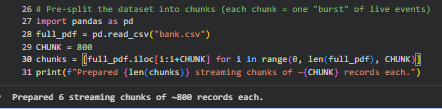 26 # Pre-split the dataset into chunks (each chunk = one "burst" of live events)
27 import pandas as pd
28 full_pdf = pd.read_csv("bank.csv")
29 CHUNK = 800
30 chunks = [full_pdf.iloc[i:i+CHUNK] for i in range(0, len(full_pdf), CHUNK)]
31 print(f"Prepared {len(chunks)} streaming chunks of ~{CHUNK} records each.")
Prepared 6 streaming chunks of ~800 records each.